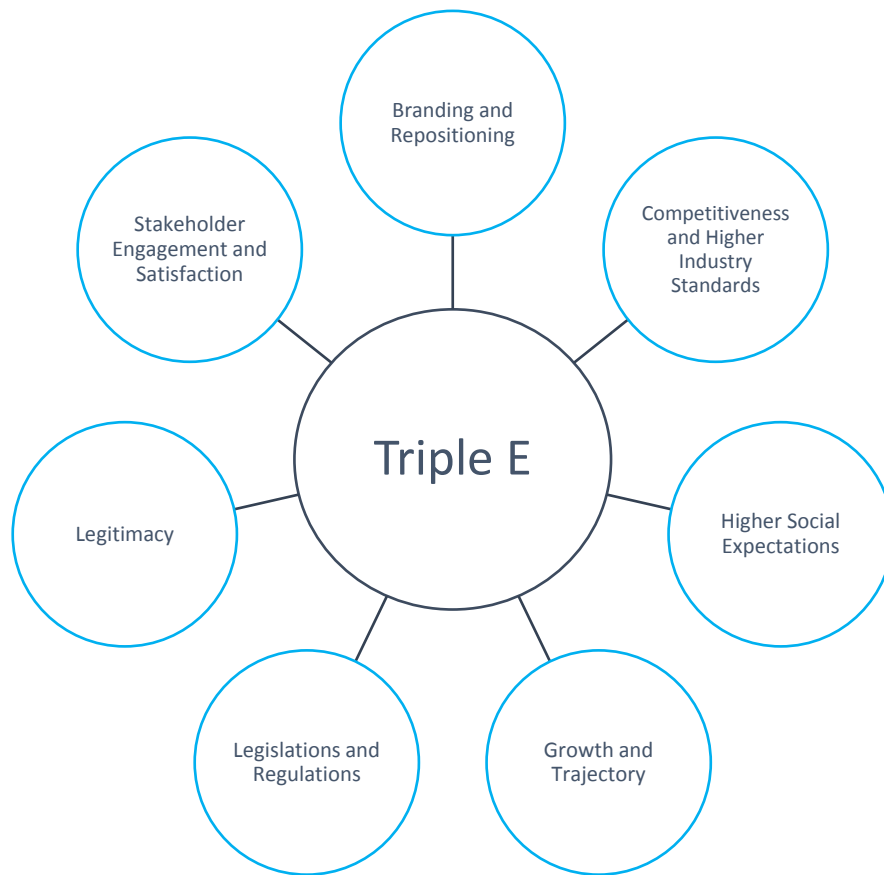 Branding and
Repositioning
Competitiveness
and Higher
Industry
Standards
Higher Social
Expectations
Growth and
Trajectory
Legislations and
Regulations
Legitimacy
Stakeholder
Engagement and
Satisfaction
Triple E